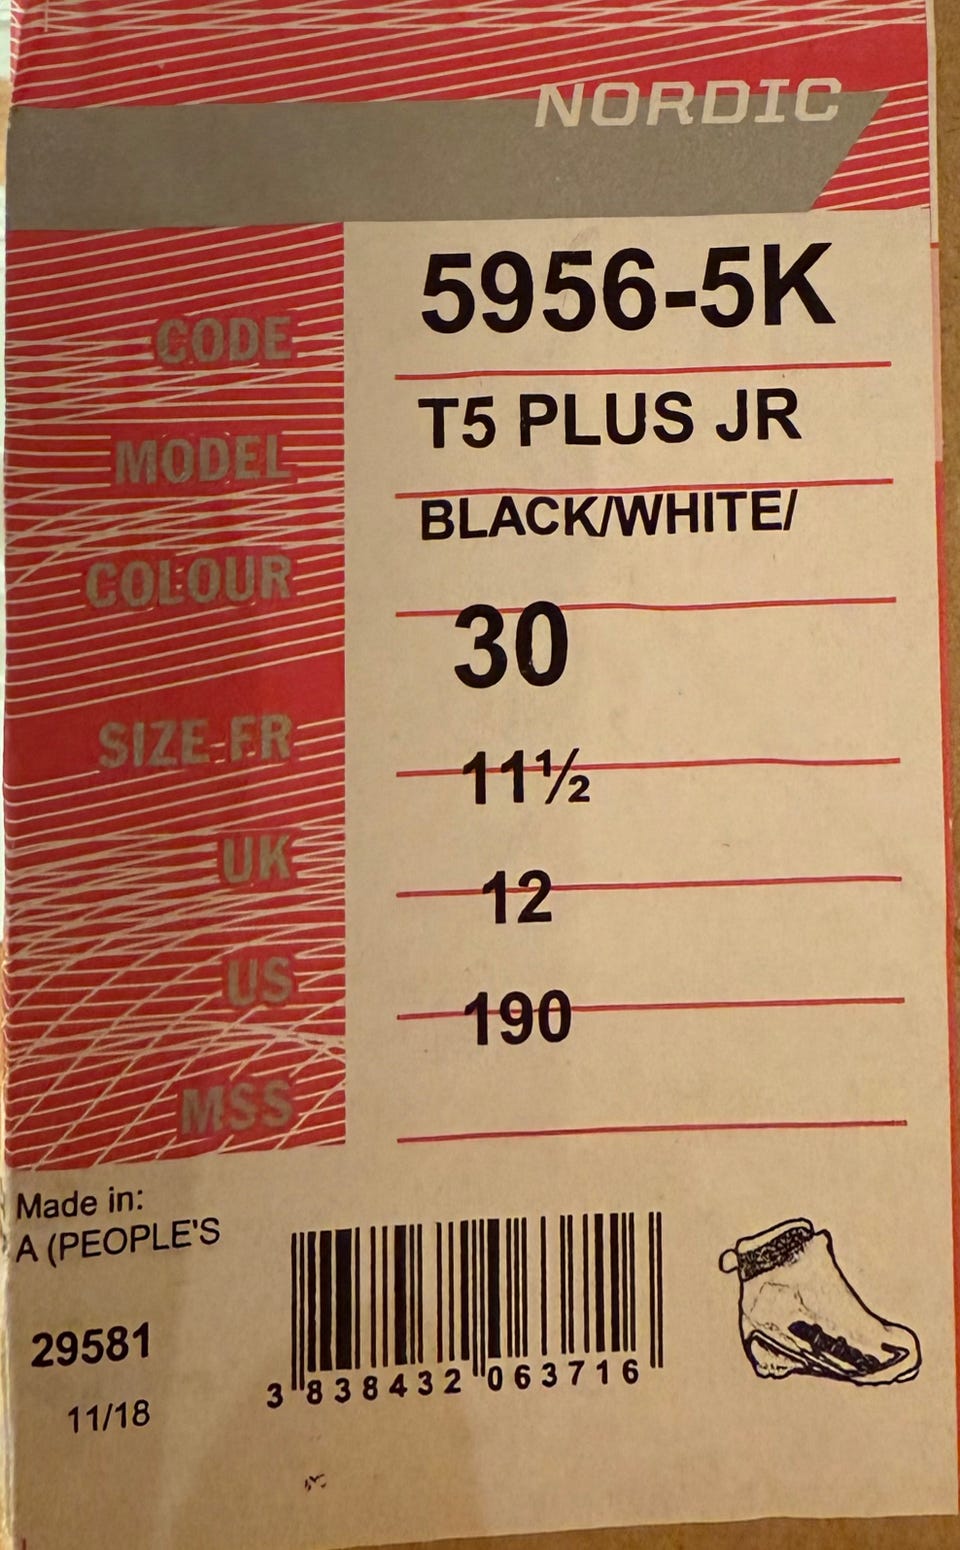 NORDIC
CODE 5956-5K
MODEL T5 PLUS JR
COLOUR BLACK/WHITE/
SIZE-FR 30
UK 11½
US 12
MSS 190
Made in:
A (PEOPLE'S
29581
11/18
3 838432 063716